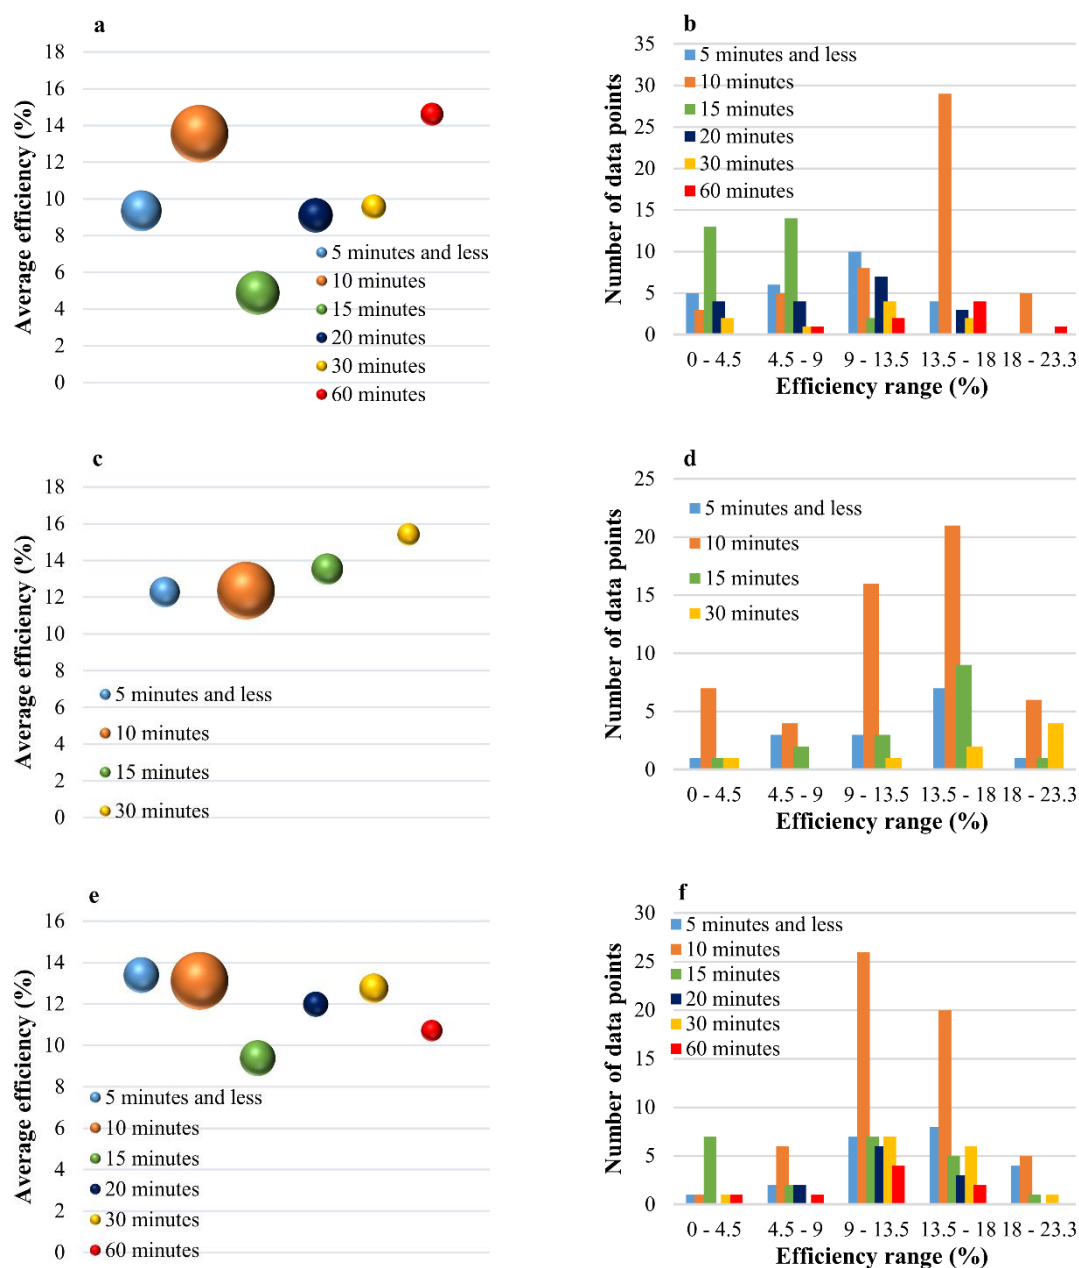 a
18
16
14
12
10
8
6
4
2
0
Average efficiency (%)
5 minutes and less
10 minutes
15 minutes
20 minutes
30 minutes
60 minutes
b
35
30
25
20
15
10
5
0
Number of data points
5 minutes and less
10 minutes
15 minutes
20 minutes
30 minutes
60 minutes
0 - 4.5 4.5 - 9 9 - 13.5 13.5 - 18 18 - 23.3
Efficiency range (%)
c
18
16
14
12
10
8
6
4
2
0
Average efficiency (%)
5 minutes and less
10 minutes
15 minutes
30 minutes
d
25
20
15
10
5
0
Number of data points
5 minutes and less
10 minutes
15 minutes
30 minutes
0 - 4.5 4.5 - 9 9 - 13.5 13.5 - 18 18 - 23.3
Efficiency range (%)
e
16
14
12
10
8
6
4
2
0
Average efficiency (%)
5 minutes and less
10 minutes
15 minutes
20 minutes
30 minutes
60 minutes
f
30
25
20
15
10
5
0
Number of data points
5 minutes and less
10 minutes
15 minutes
20 minutes
30 minutes
60 minutes
0 - 4.5 4.5 - 9 9 - 13.5 13.5 - 18 18 - 23.3
Efficiency range (%)